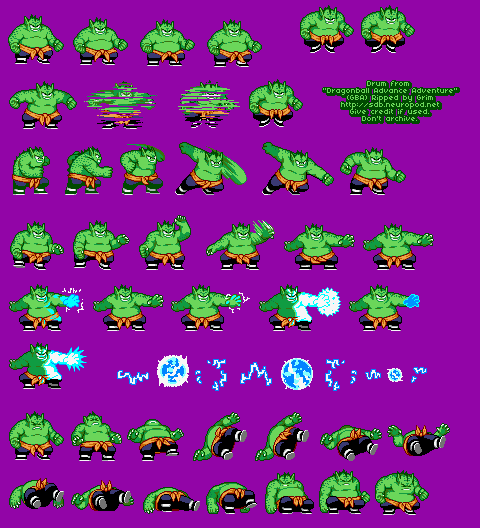 Drum from
"Dragonball Advance Adventure"
(GBA) Ripped by Grim
http://sdb.neuropod.net
Give credit if used.
Don't archive.